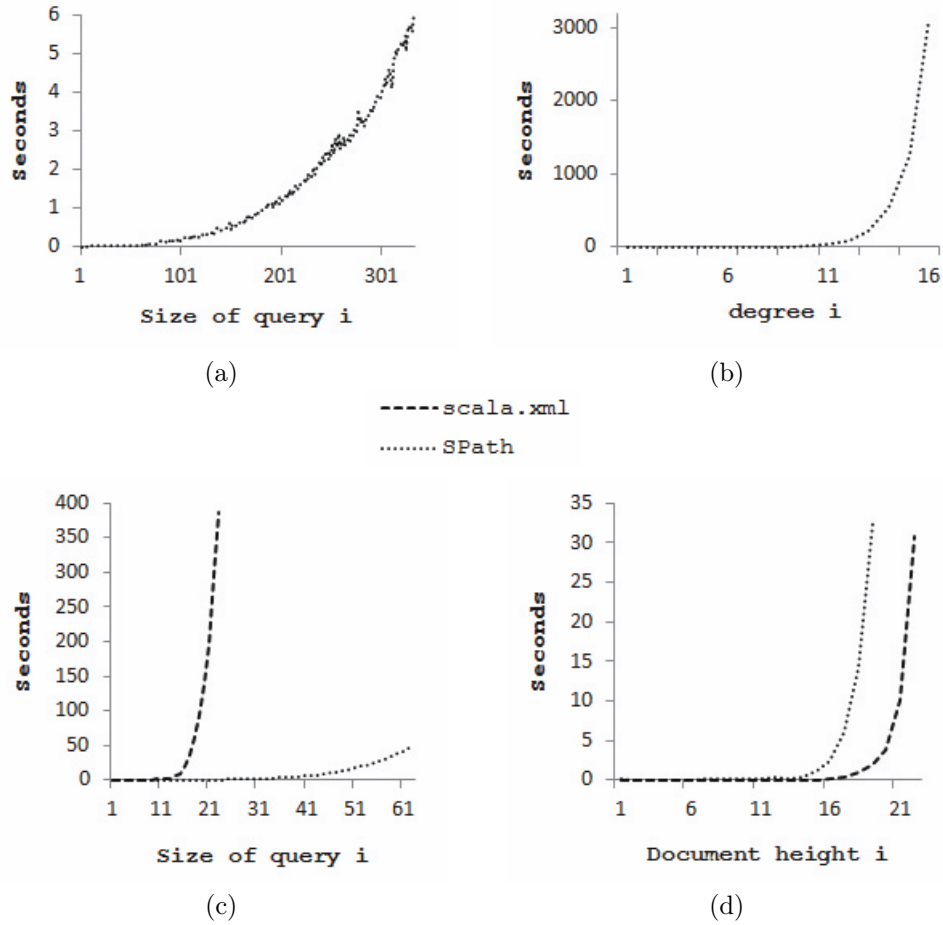 6
5
4
3
2
1
0
Seconds
1 101 201 301
Size of query i
(a)
3000
2000
1000
0
Seconds
1 6 11 16
degree i
(b)
scala.xml
SPath
400
350
300
250
200
150
100
50
0
Seconds
1 11 21 31 41 51 61
Size of query i
(c)
35
30
25
20
15
10
5
0
Seconds
1 6 11 16 21
Document height i
(d)